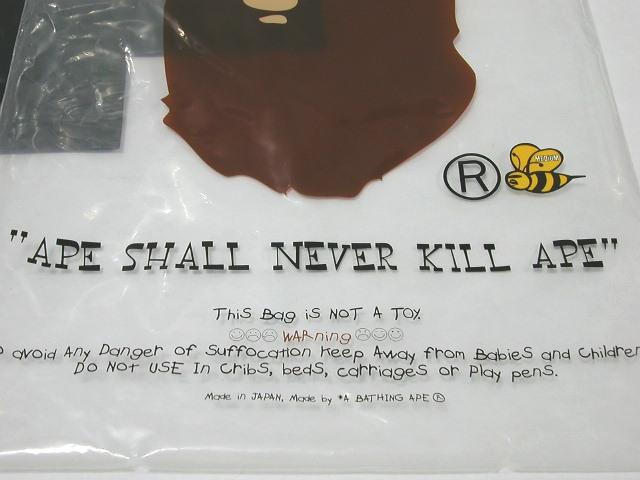 ®
MEDIUM
"APE SHALL NEVER KILL APE"
This Bag is NOT A TOY.
WARning
avoid Any Danger of Suffocation Keep Away from Babies and Children
DO NOT USE In Cribs, beds, carriages or Play pens.
Made in JAPAN, Made by *A BATHING APE®